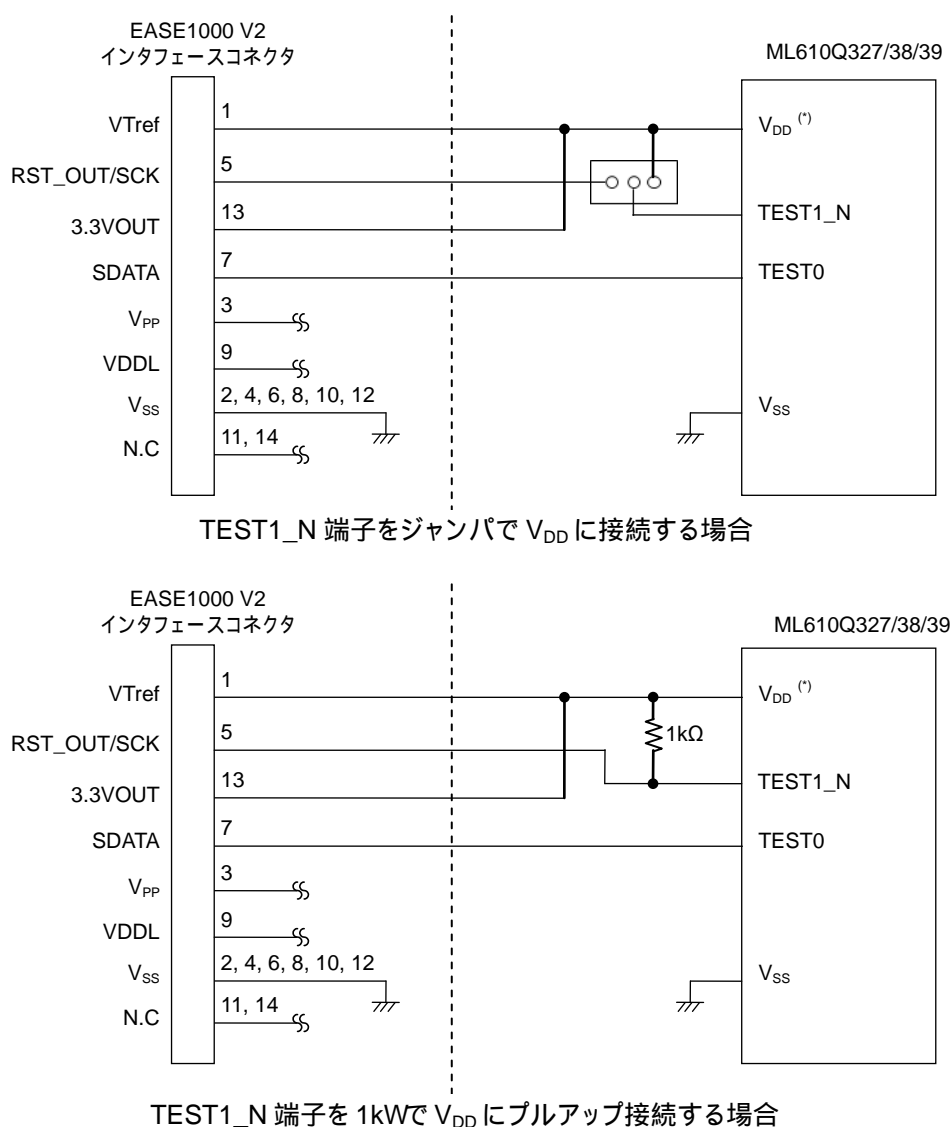 EASE1000 V2
インタフェースコネクタ
ML610Q327/38/39
VTref
1
VDD (*)
RST_OUT/SCK
5
TEST1_N
3.3VOUT
13
SDATA
7
TEST0
VPP
3
VDDL
9
VSS
2, 4, 6, 8, 10, 12
VSS
N.C
11, 14
TEST1_N 端子をジャンパで VDD に接続する場合
EASE1000 V2
インタフェースコネクタ
ML610Q327/38/39
VTref
1
VDD (*)
RST_OUT/SCK
5
1kΩ
TEST1_N
3.3VOUT
13
SDATA
7
TEST0
VPP
3
VDDL
9
VSS
2, 4, 6, 8, 10, 12
VSS
N.C
11, 14
TEST1_N 端子を 1kWで VDD にプルアップ接続する場合